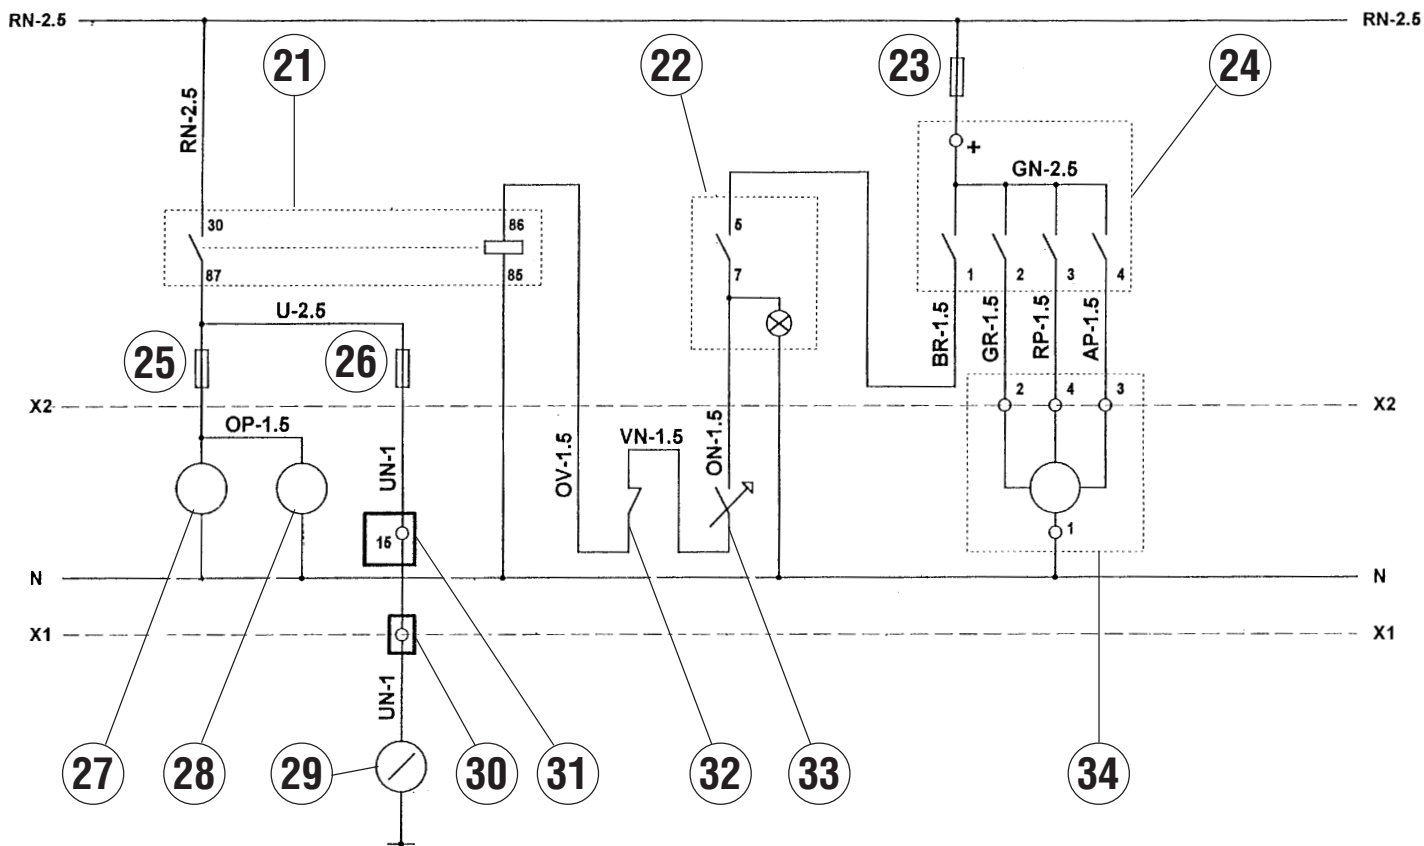 RN-2.5 RN-2.5
21 22 23 24
RN-2.5
+
GN-2.5
30 86 5
87 85 7 1 2 3 4
U-2.5
BR-1.5 GR-1.5 RP-1.5 AP-1.5
25 26
2 4 3
X2 X2
OP-1.5
UN-1 OV-1.5 VN-1.5 ON-1.5
15 1
N N
X1 X1
UN-1
27 28 29 30 31 32 33 34